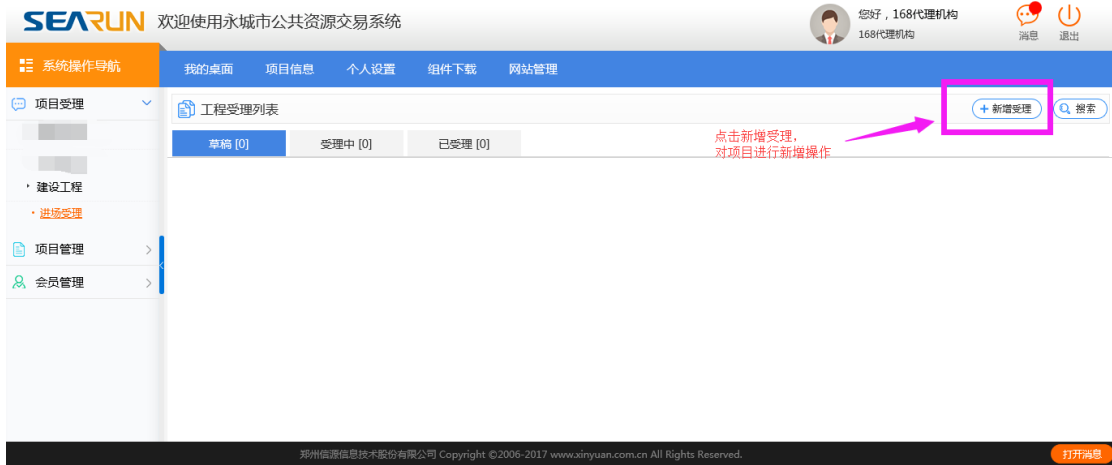 SEARUN 欢迎使用永城市公共资源交易系统
您好，168代理机构
168代理机构
消息
退出
系统操作导航
我的桌面
项目信息
个人设置
组件下载
网站管理
项目受理
建设工程
进场受理
项目管理
会员管理
工程受理列表
+ 新增受理
搜索
草稿 [0]
受理中 [0]
已受理 [0]
点击新增受理，
对项目进行新增操作
郑州信源信息技术股份有限公司 Copyright ©2006-2017 www.xinyuan.com.cn All Rights Reserved.
打开消息